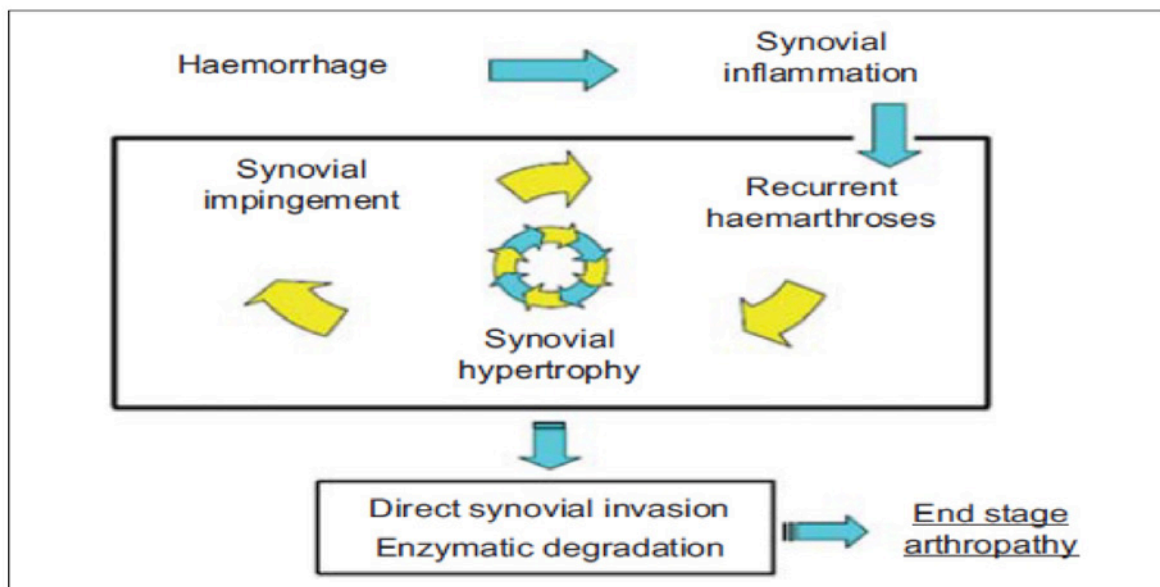 Haemorrhage
Synovial
inflammation
Synovial
impingement
Recurrent
haemarthroses
Synovial
hypertrophy
Direct synovial invasion
Enzymatic degradation
End stage
arthropathy